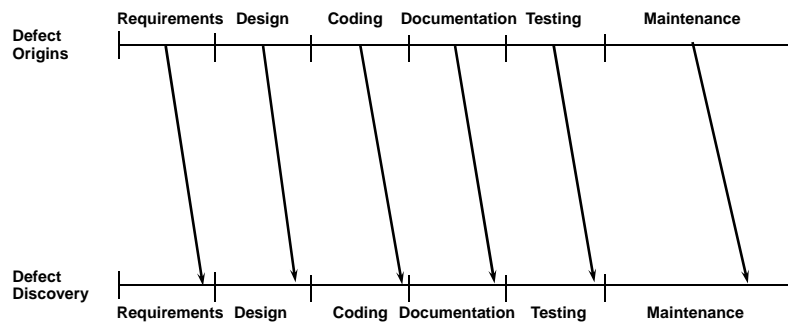 Requirements Design Coding Documentation Testing Maintenance
Defect
Origins
Defect
Discovery
Requirements Design Coding Documentation Testing Maintenance